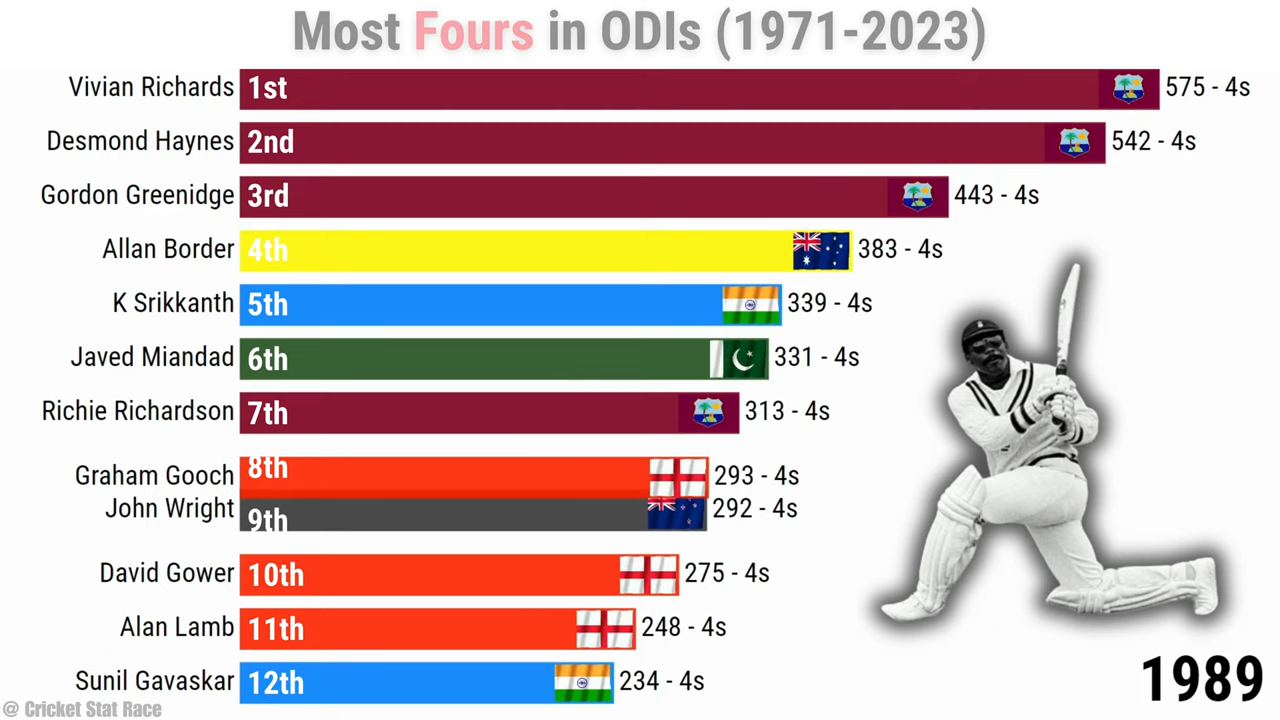 Most Fours in ODIs (1971-2023)
Vivian Richards 1st 575 - 4s
Desmond Haynes 2nd 542 - 4s
Gordon Greenidge 3rd 443 - 4s
Allan Border 4th 383 - 4s
K Srikkanth 5th 339 - 4s
Javed Miandad 6th 331 - 4s
Richie Richardson 7th 313 - 4s
Graham Gooch 8th 293 - 4s
John Wright 9th 292 - 4s
David Gower 10th 275 - 4s
Alan Lamb 11th 248 - 4s
Sunil Gavaskar 12th 234 - 4s
1989
@ Cricket Stat Race